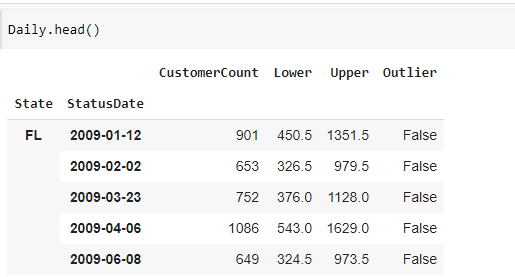 Daily.head()
CustomerCount Lower Upper Outlier
State StatusDate
FL 2009-01-12 901 450.5 1351.5 False
2009-02-02 653 326.5 979.5 False
2009-03-23 752 376.0 1128.0 False
2009-04-06 1086 543.0 1629.0 False
2009-06-08 649 324.5 973.5 False